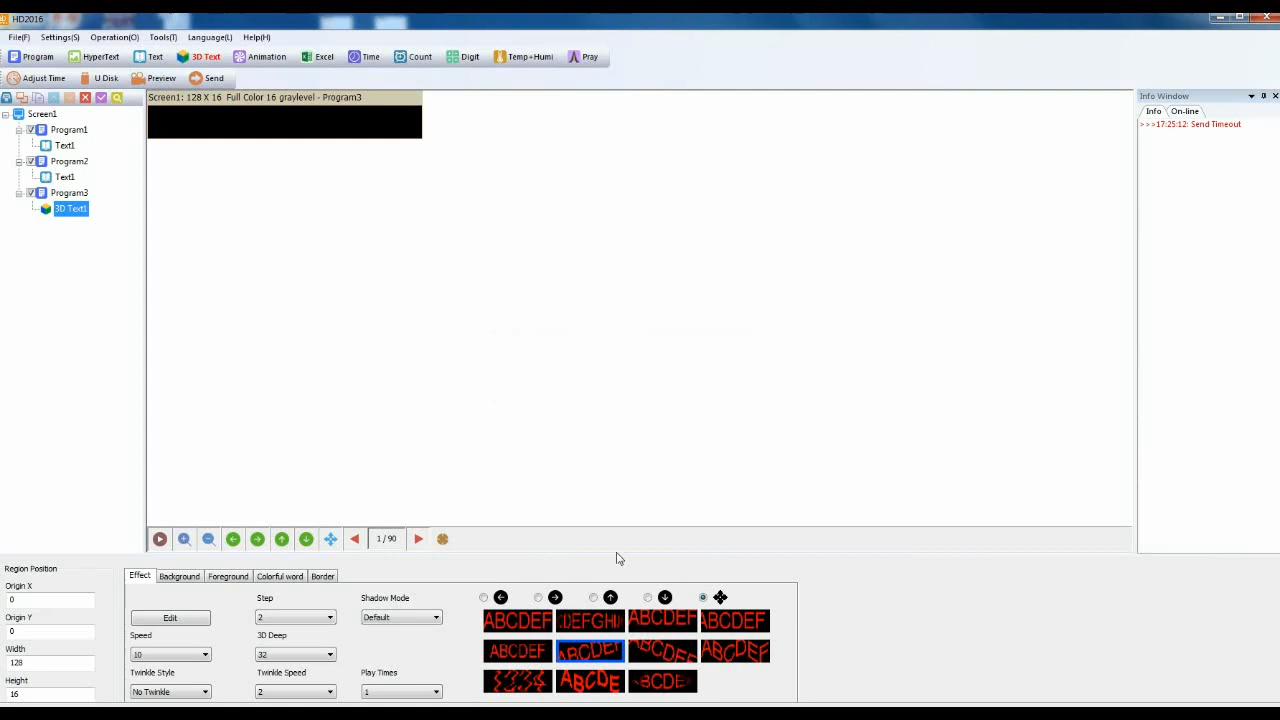 HD2016
File(F) Settings(S) Operation(O) Tools(T) Language(L) Help(H)
Program HyperText Text 3D Text Animation Excel Time Count Digit Temp+Humi Pray
Adjust Time U Disk Preview Send
Screen1
Program1
Text1
Program2
Text1
Program3
3D Text1
Screen1: 128 X 16 Full Color 16 graylevel - Program3
Info Window
Info On-line
>>>17:25:12: Send Timeout
1 / 90
Region Position
Origin X
0
Origin Y
0
Width
128
Height
16
Effect Background Foreground Colorful word Border
Edit
Speed
10
Twinkle Style
No Twinkle
Step
2
3D Deep
32
Twinkle Speed
2
Shadow Mode
Default
Play Times
1
ABCDEF :DEFGHI ABCDEF ABCDEF
ABCDEF ABCDEF ABCDEF ABCDEF
ABCDE BCDE